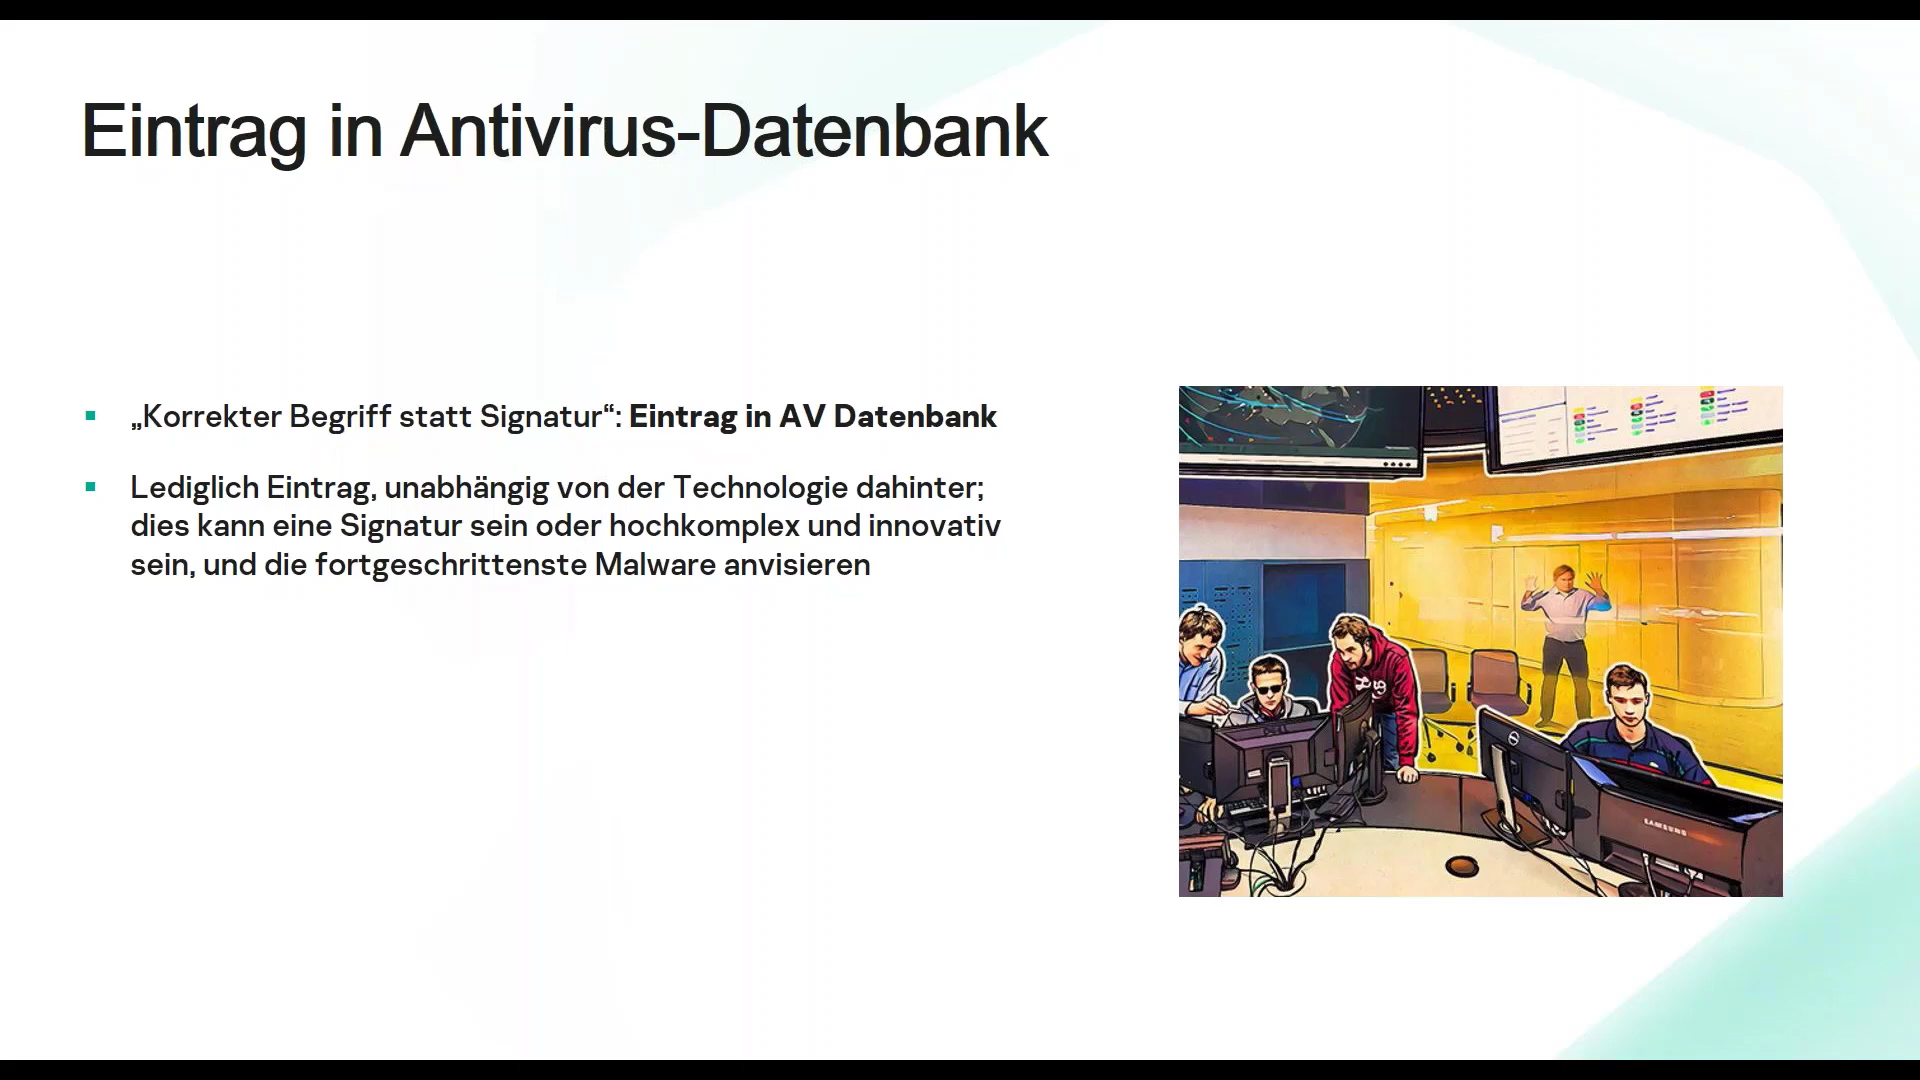 Eintrag in Antivirus-Datenbank
▪ „Korrekter Begriff statt Signatur“: Eintrag in AV Datenbank
▪ Lediglich Eintrag, unabhängig von der Technologie dahinter;
dies kann eine Signatur sein oder hochkomplex und innovativ
sein, und die fortgeschrittenste Malware anvisieren
SAMSUNG